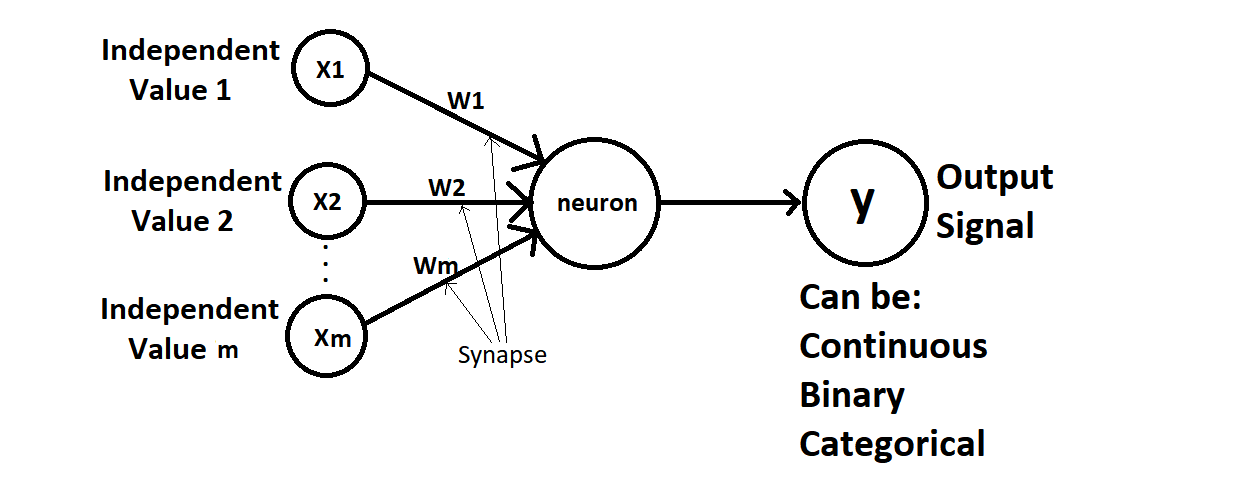 Independent
Value 1
X1
W1
Independent
Value 2
X2
W2
neuron
y
Output
Signal
Wm
Independent
Value m
Xm
Synapse
Can be:
Continuous
Binary
Categorical